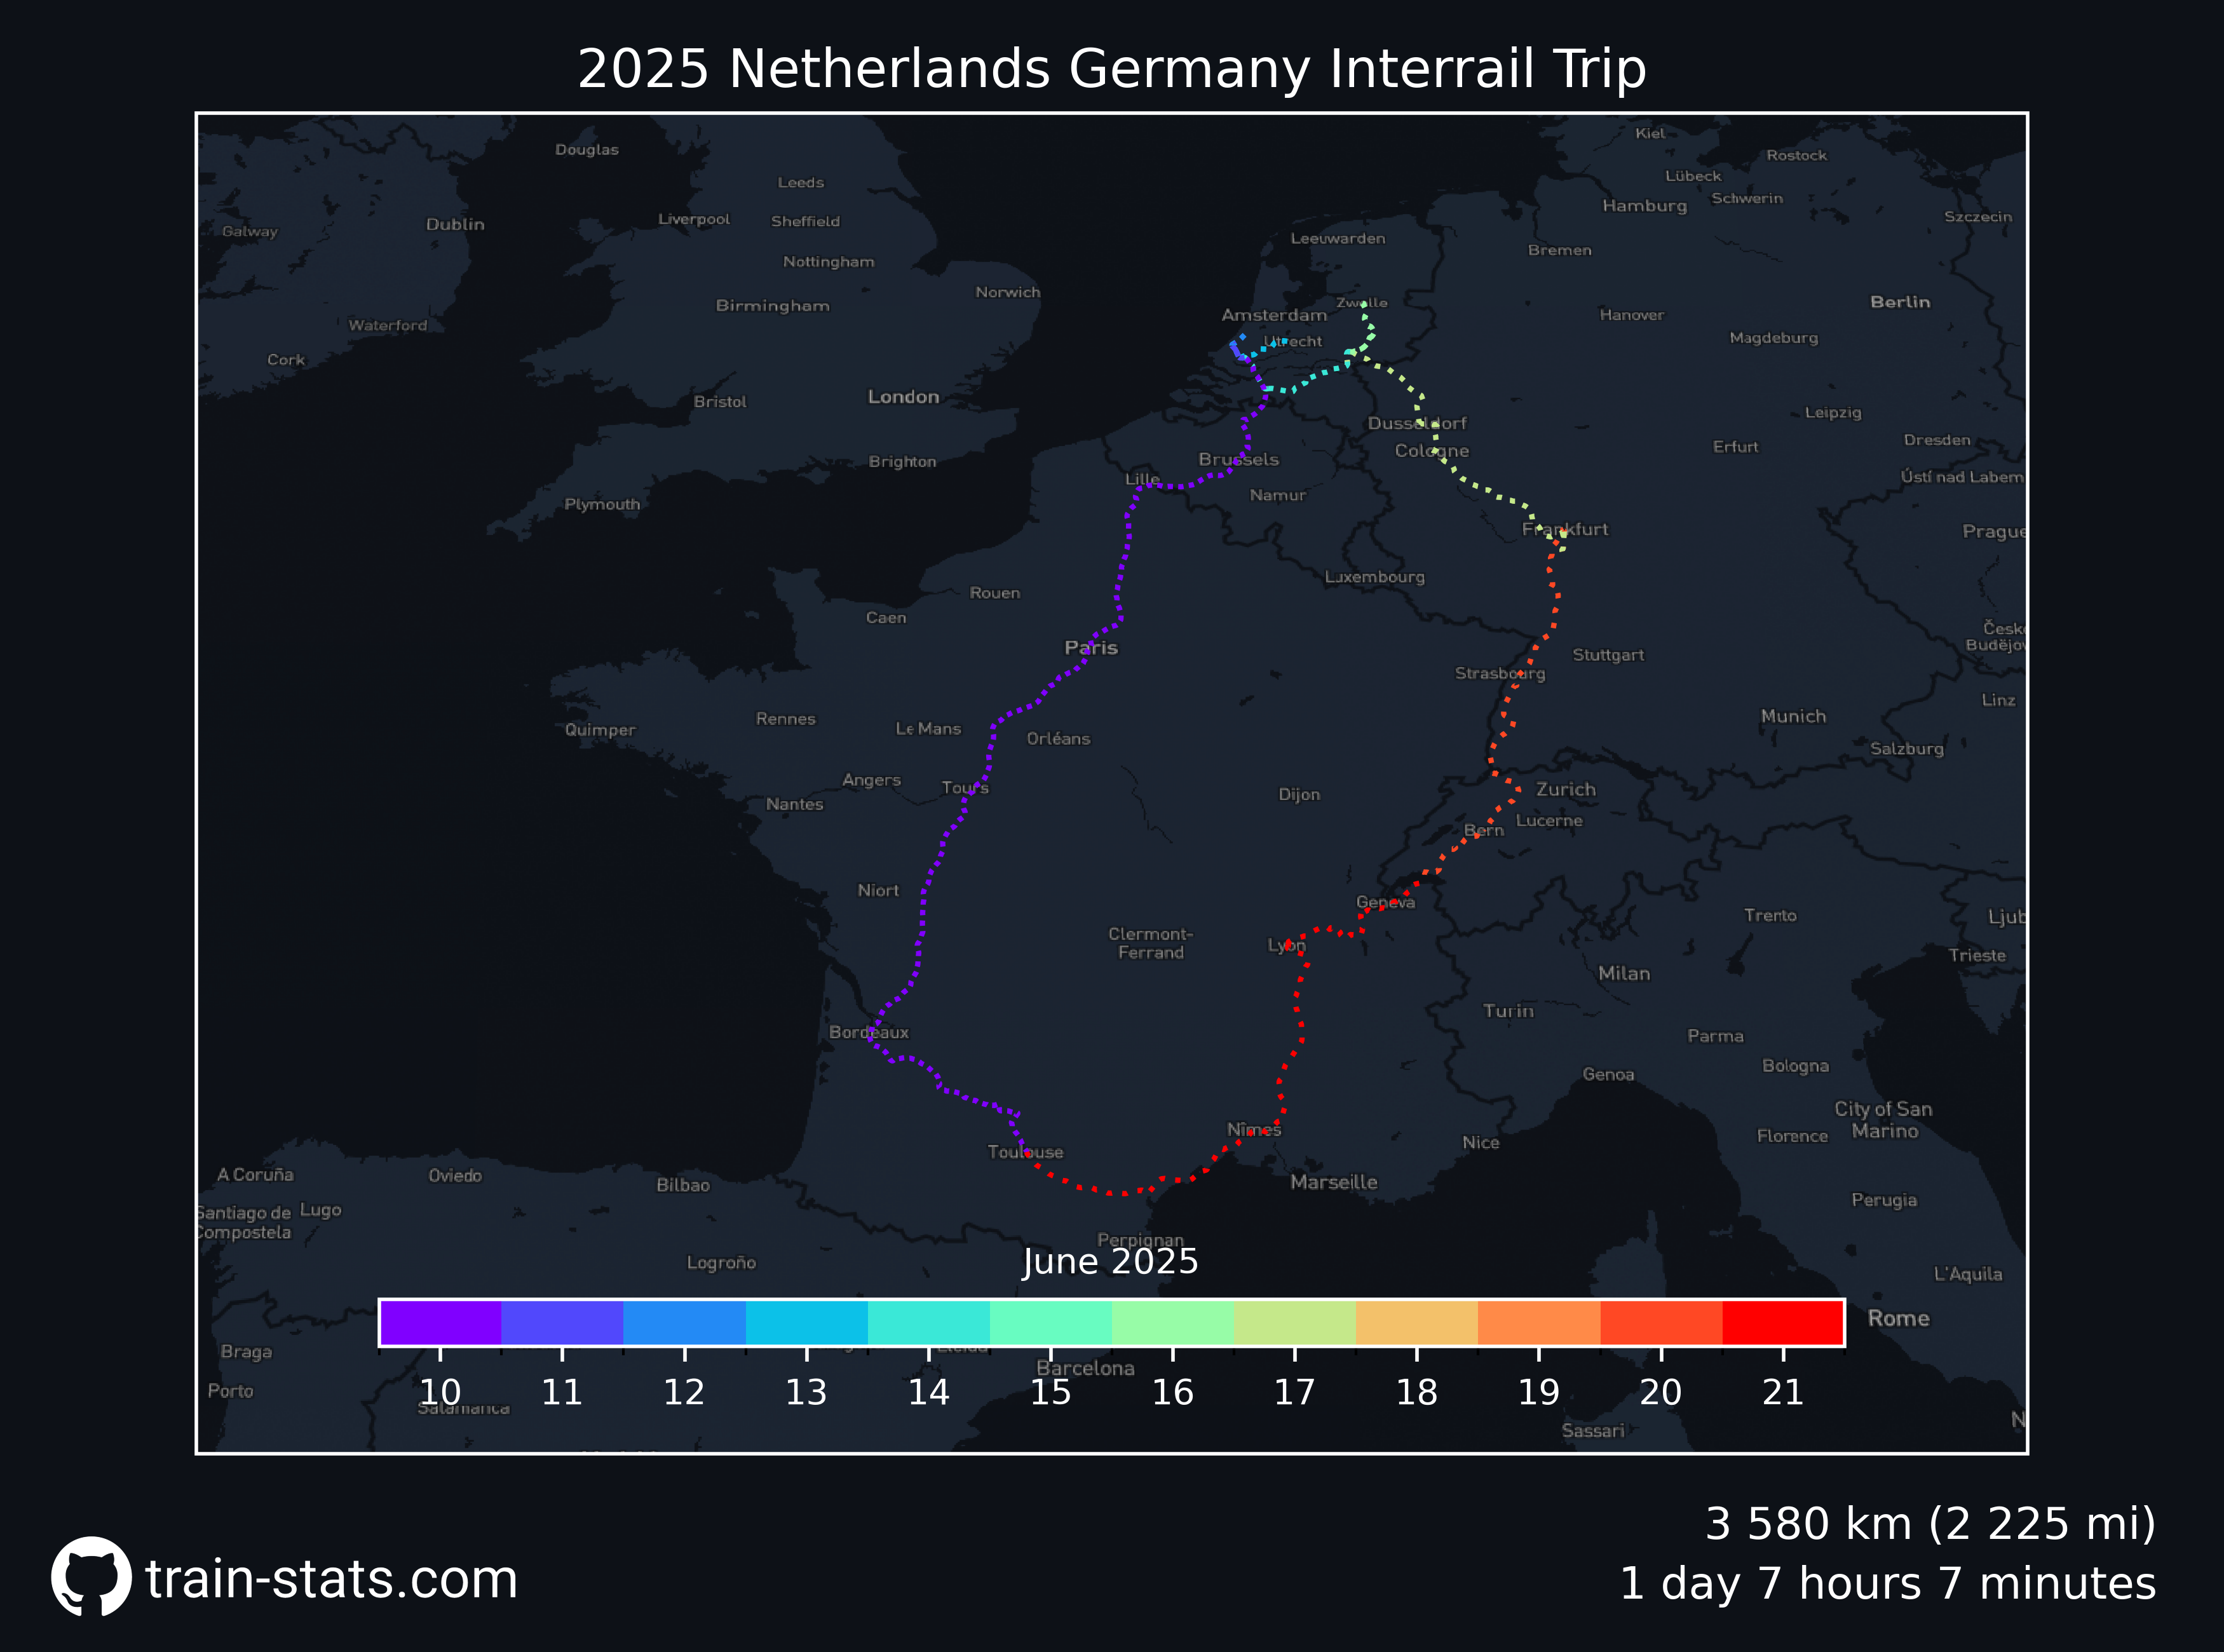 2025 Netherlands Germany Interrail Trip
Kiel
Douglas
Rostock
Lübeck
Leeds
Schwerin
Hamburg
Liverpool
Sheffield
Szczecin
Dublin
Galway
Leeuwarden
Bremen
Nottingham
Norwich
Zwolle
Berlin
Birmingham
Amsterdam
Hanover
Waterford
Magdeburg
Utrecht
Cork
London
Bristol
Leipzig
Dusseldorf
Dresden
Erfurt
Cologne
Brussels
Brighton
Ústí nad Labem
Lille
Namur
Plymouth
Frankfurt
Prague
Luxembourg
Rouen
Caen
České
Budějov
Paris
Stuttgart
Strasbourg
Linz
Munich
Rennes
Quimper
Le Mans
Orléans
Salzburg
Angers
Tours
Zurich
Dijon
Nantes
Lucerne
Bern
Niort
Geneva
Trento
Ljub
Clermont-
Ferrand
Lyon
Trieste
Milan
Turin
Bordeaux
Parma
Bologna
Genoa
City of San
Marino
Nîmes
Florence
Nice
Toulouse
A Coruña
Oviedo
Bilbao
Marseille
Perugia
Santiago de
Compostela
Lugo
Perpignan
June 2025
Logroño
L'Aquila
Rome
Braga
Barcelona
Porto
10 11 12 13 14 15 16 17 18 19 20 21
Salamanca
Sassari
3 580 km (2 225 mi)
train-stats.com
1 day 7 hours 7 minutes